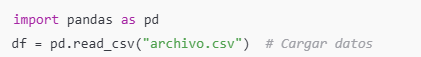 import pandas as pd
df = pd.read_csv("archivo.csv")  # Cargar datos